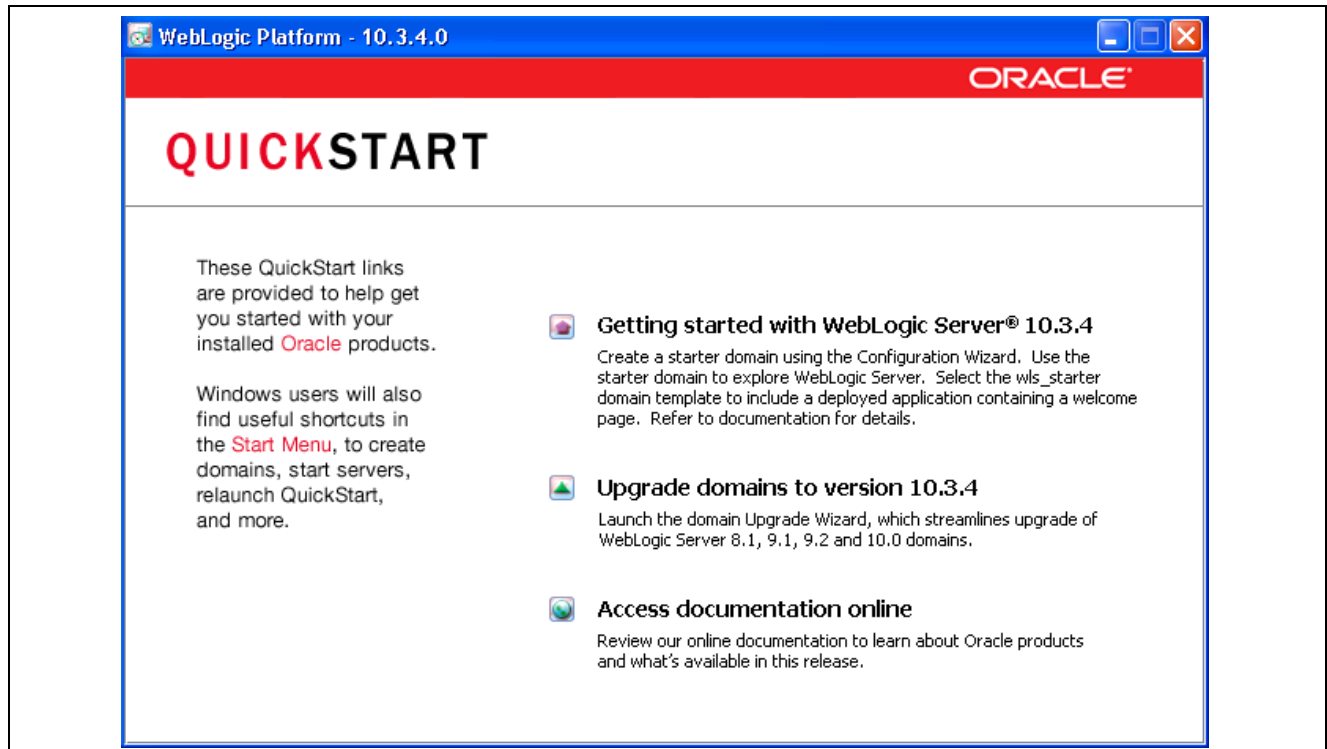 WebLogic Platform - 10.3.4.0
ORACLE®
QUICKSTART
These QuickStart links
are provided to help get
you started with your
installed Oracle products.
Windows users will also
find useful shortcuts in
the Start Menu, to create
domains, start servers,
relaunch QuickStart,
and more.
Getting started with WebLogic Server® 10.3.4
Create a starter domain using the Configuration Wizard.  Use the
starter domain to explore WebLogic Server.  Select the wls_starter
domain template to include a deployed application containing a welcome
page.  Refer to documentation for details.
Upgrade domains to version 10.3.4
Launch the domain Upgrade Wizard, which streamlines upgrade of
WebLogic Server 8.1, 9.1, 9.2 and 10.0 domains.
Access documentation online
Review our online documentation to learn about Oracle products
and what's available in this release.